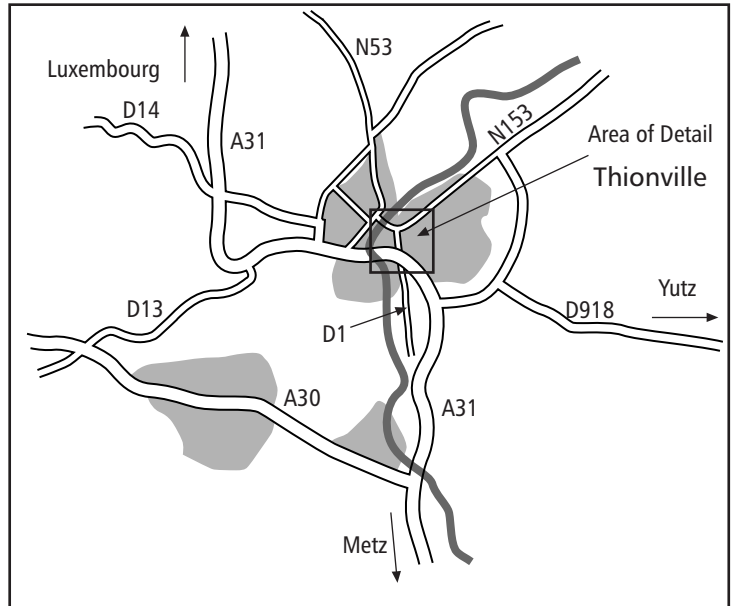 N53
Luxembourg
D14
A31
N153
Area of Detail
Thionville
Yutz
D13
D918
D1
A30
A31
Metz